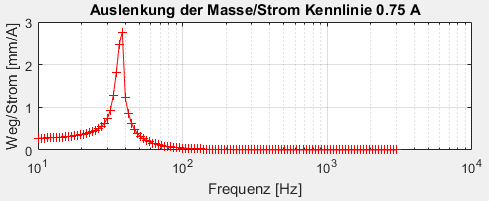 Auslenkung der Masse/Strom Kennlinie 0.75 A
Weg/Strom [mm/A]
3
2
1
0
10^1
10^2
10^3
10^4
Frequenz [Hz]